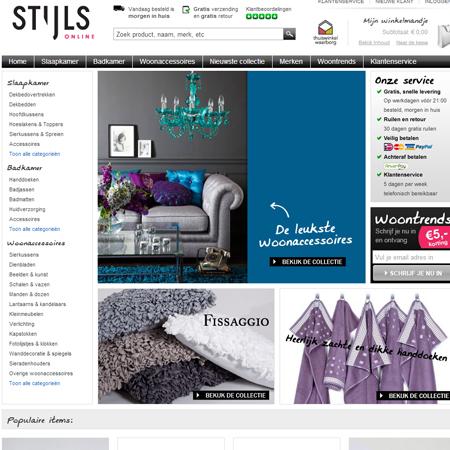 STIJLS
ONLINE
Vandaag besteld is
morgen in huis
Gratis verzending
en gratis retour
Klantbeoordelingen
Zoek product, naam, merk, etc
thuiswinkel
waarborg
KLANTENSERVICE
NIEUWE KLANT
Mijn winkelmandje
Subtotaal € 0,00
Bekijk Inhoud
Naar de kassa
Home
Slaapkamer
Badkamer
Woonaccessoires
Nieuwste collectie
Merken
Woontrends
Klantenservice
Slaapkamer
Dekbedovertrekken
Dekbedden
Hoofdkussens
Hoeslakens & Toppers
Sierkussens & Spreien
Accessoires
Toon alle categorieën
Badkamer
Handdoeken
Badjassen
Badmatten
Huidverzorging
Accessoires
Toon alle categorieën
Woonaccessoires
Sierkussens
Dienbladen
Beelden & kunst
Schalen & vazen
Manden & dozen
Lantaarns & kandelaars
Kleinmeubelen
Verlichting
Kapstokken
Fotolijstjes & klokken
Wanddecoratie & spiegels
Sieradenhouders
Overige woonaccessoires
Toon alle categorieën
De leukste
Woonaccessoires
BEKIJK DE COLLECTIE
Onze service
Gratis, snelle levering
Op werkdagen vóór 21:00
besteld, morgen in huis.
Ruilen en retour
30 dagen gratis ruilen
Veilig betalen
PayPal
Achteraf betalen
Klantenservice
5 dagen per week
telefonisch bereikbaar
Woontrends
Schrijf je nu in
en ontvang
€5,-
korting
Vul je email adres in
SCHRIJF JE NU IN
FISSAGGIO
BEKIJK DE COLLECTIE
Heerlijk zachte en dikke handdoeken
BEKIJK DE COLLECTIE
Populaire items: